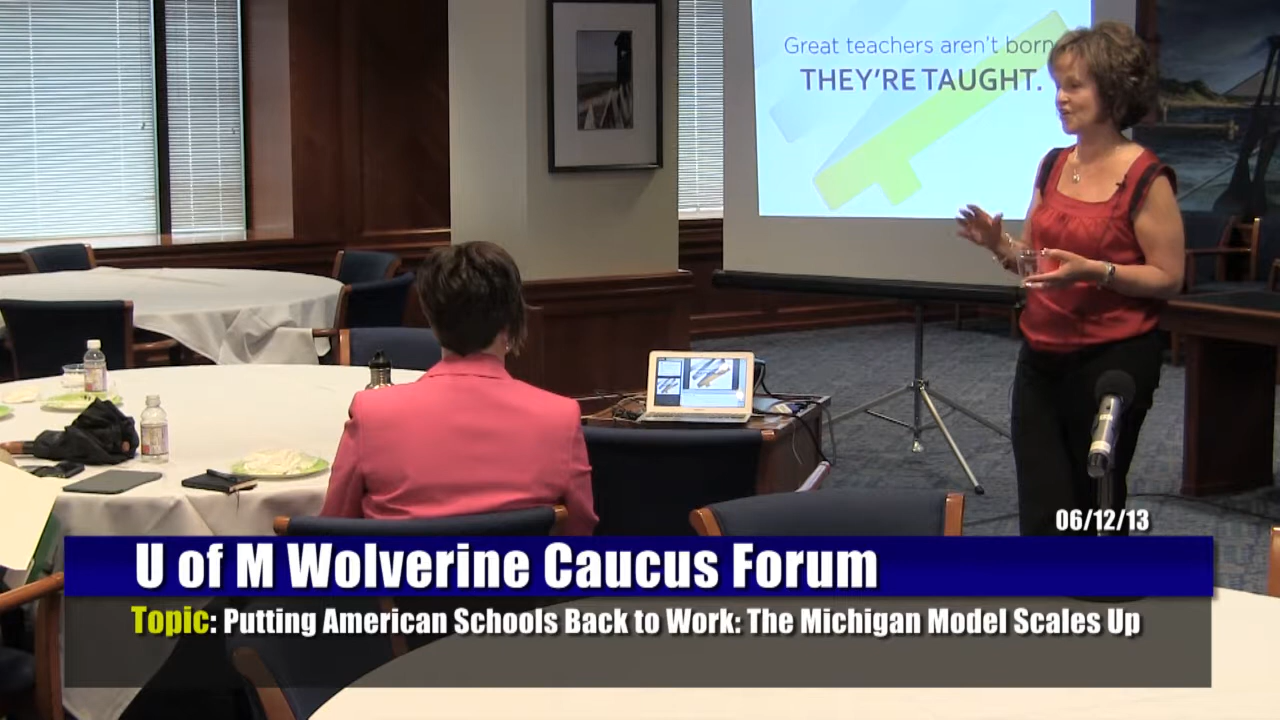 Great teachers aren't born
THEY'RE TAUGHT.
06/12/13
U of M Wolverine Caucus Forum
Topic: Putting American Schools Back to Work: The Michigan Model Scales Up